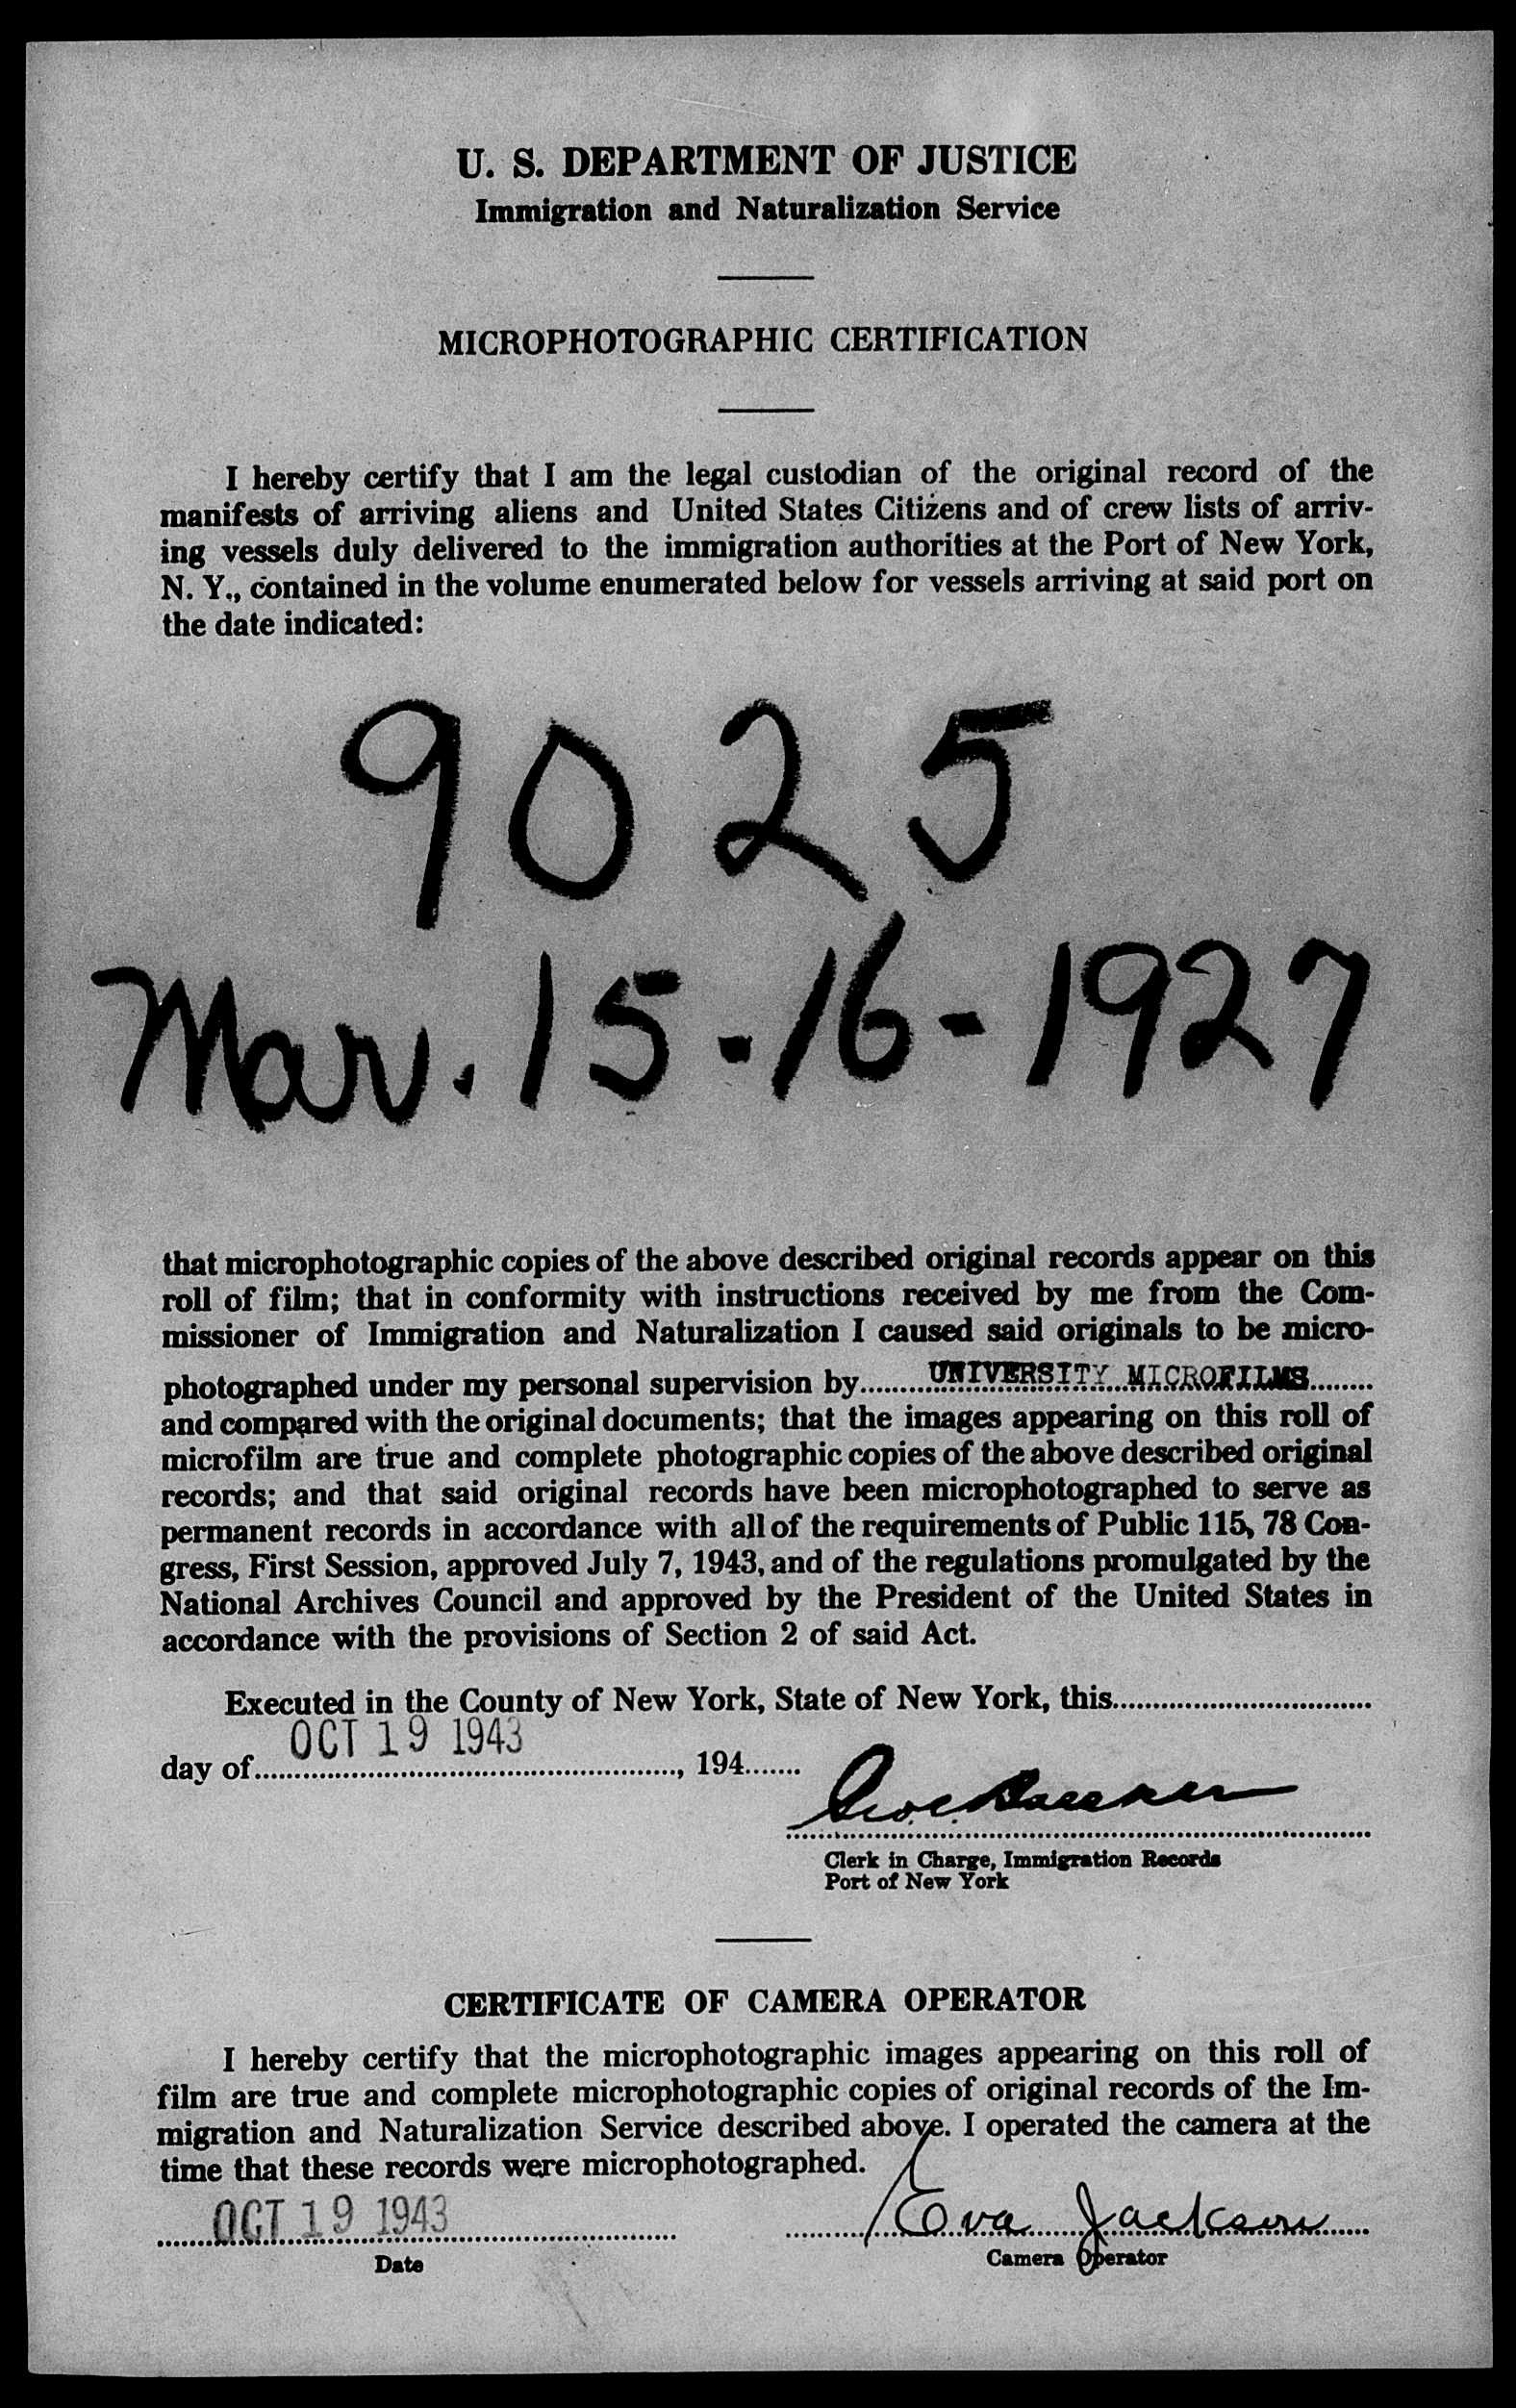 U. S. DEPARTMENT OF JUSTICE
Immigration and Naturalization Service
MICROPHOTOGRAPHIC CERTIFICATION
I hereby certify that I am the legal custodian of the original record of the
manifests of arriving aliens and United States Citizens and of crew lists of arriv-
ing vessels duly delivered to the immigration authorities at the Port of New York,
N. Y., contained in the volume enumerated below for vessels arriving at said port on
the date indicated:
9025
Mar. 15-16-1927
that microphotographic copies of the above described original records appear on this
roll of film; that in conformity with instructions received by me from the Com-
missioner of Immigration and Naturalization I caused said originals to be micro-
photographed under my personal supervision by UNIVERSITY MICROFILMS
and compared with the original documents; that the images appearing on this roll of
microfilm are true and complete photographic copies of the above described original
records; and that said original records have been microphotographed to serve as
permanent records in accordance with all of the requirements of Public 115, 78 Con-
gress, First Session, approved July 7, 1943, and of the regulations promulgated by the
National Archives Council and approved by the President of the United States in
accordance with the provisions of Section 2 of said Act.
Executed in the County of New York, State of New York, this
OCT 19 1943
day of , 194
Clerk in Charge, Immigration Records
Port of New York
CERTIFICATE OF CAMERA OPERATOR
I hereby certify that the microphotographic images appearing on this roll of
film are true and complete microphotographic copies of original records of the Im-
migration and Naturalization Service described above. I operated the camera at the
time that these records were microphotographed.
OCT 19 1943 Eva Jackson
Date Camera Operator